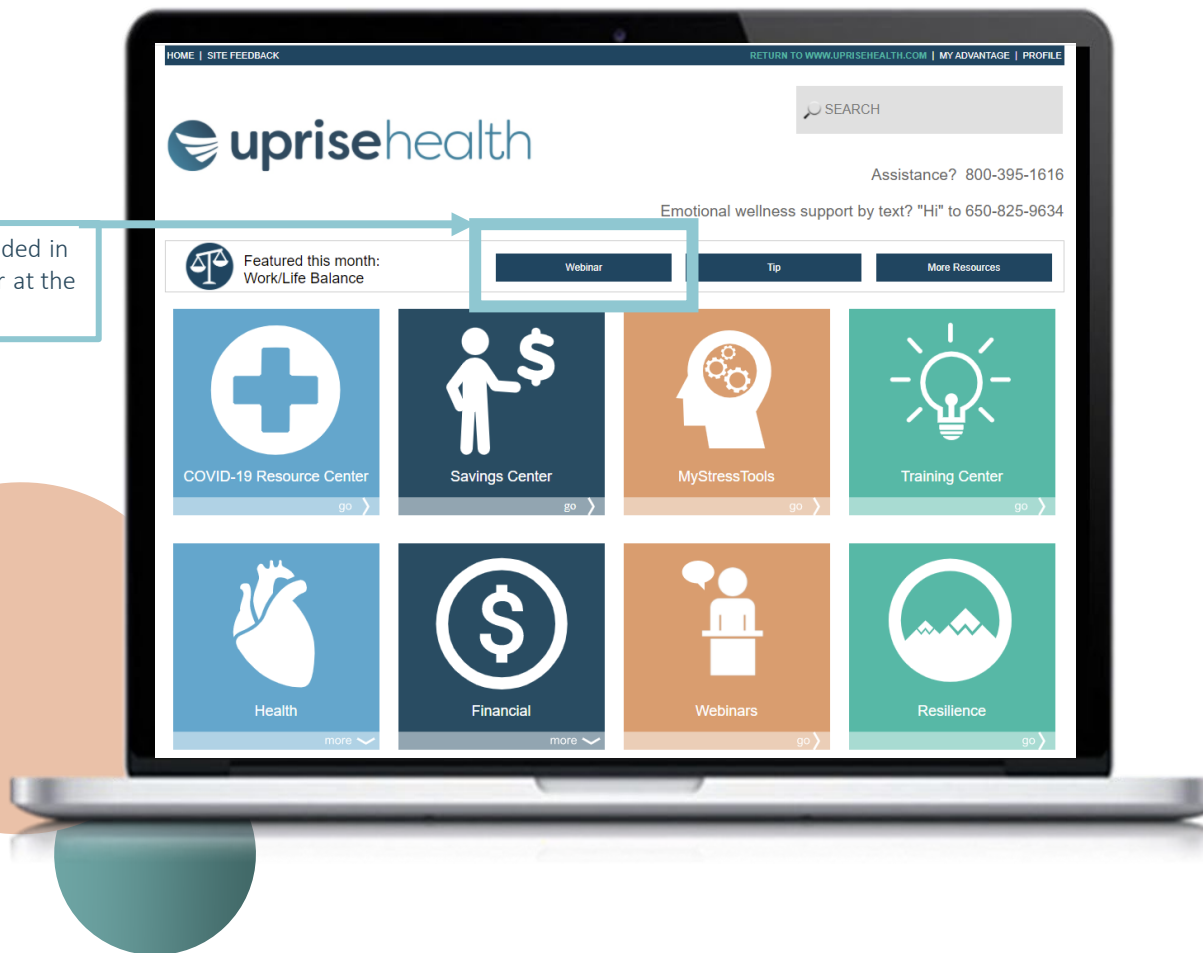 HOME | SITE FEEDBACK
RETURN TO WWW.UPRISEHEALTH.COM | MY ADVANTAGE | PROFILE
SEARCH
uprisehealth
Assistance? 800-395-1616
Emotional wellness support by text? "Hi" to 650-825-9634
ded in
r at the
Featured this month:
Work/Life Balance
Webinar
Tip
More Resources
$
COVID-19 Resource Center
Savings Center
MyStressTools
Training Center
go
go
go
go
$
Health
Financial
Webinars
Resilience
more
more
go
go